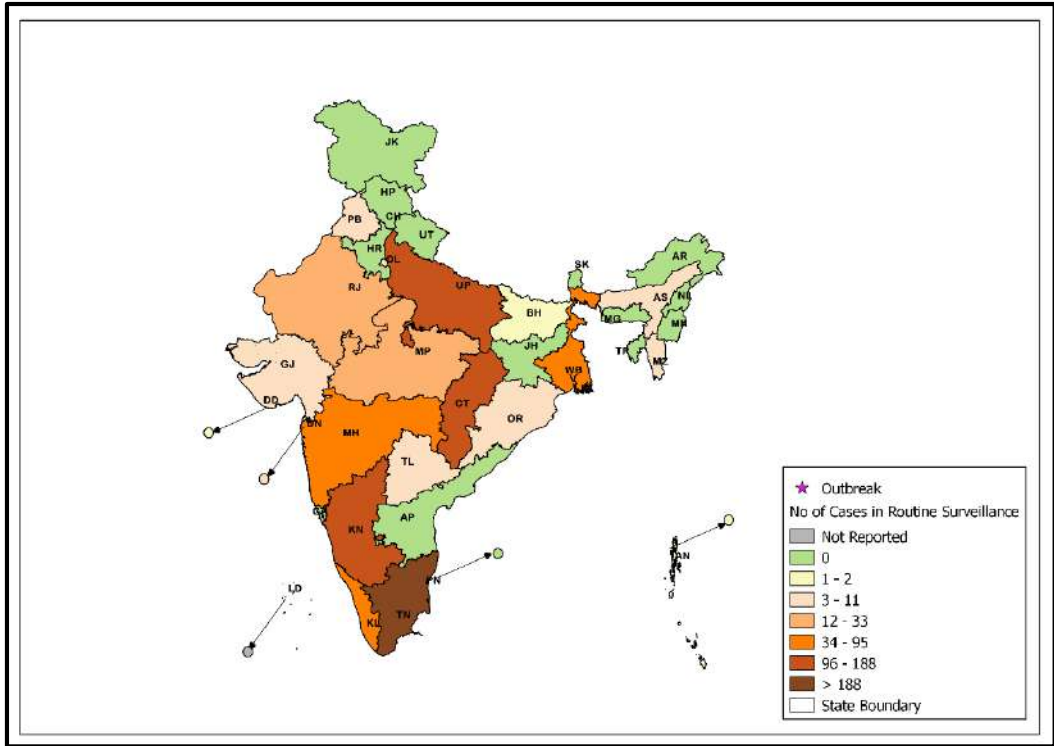 JK
HP
CH
PB
UT
HR
DL
AR
SK
RJ
UP
AS
NL
BH
MG
MN
JH
TR
MP
MZ
GJ
WB
DD
CT
OR
DN
MH
TL
GA
AP
KN
AN
PN
LD
TN
KL
Outbreak
No of Cases in Routine Surveillance
Not Reported
0
1 - 2
3 - 11
12 - 33
34 - 95
96 - 188
> 188
State Boundary